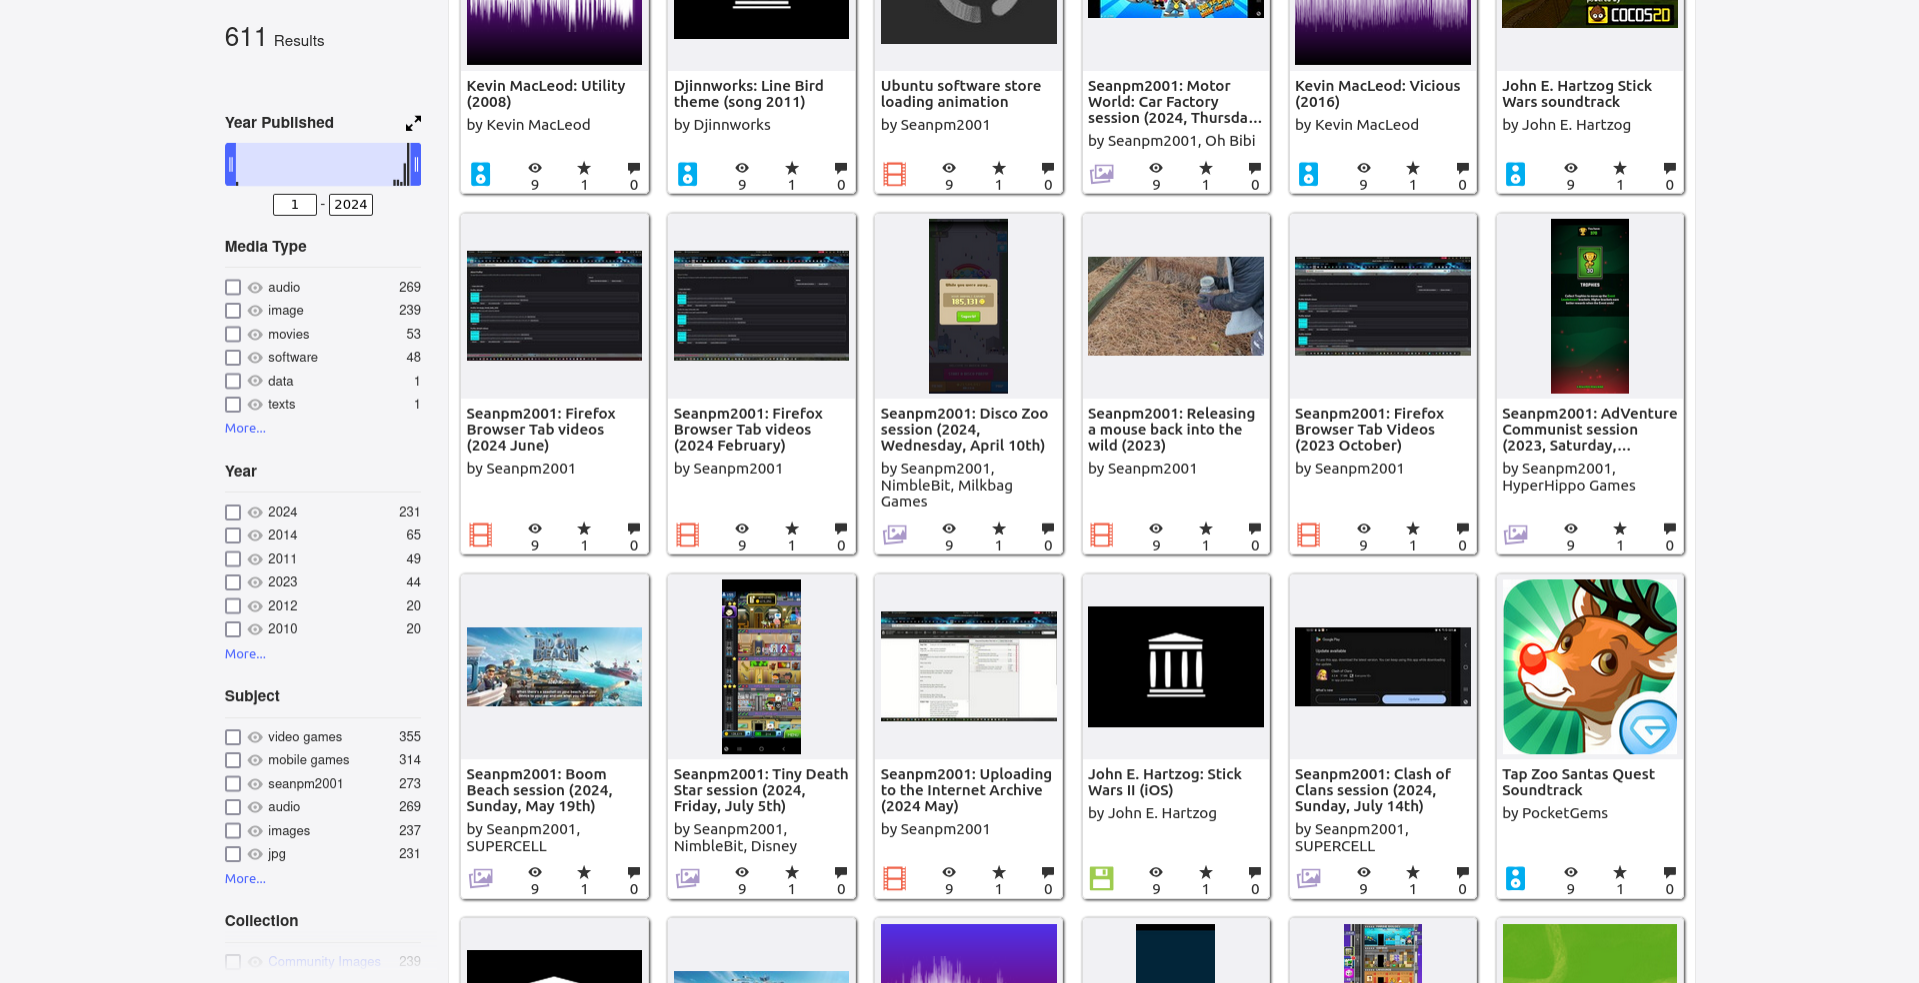 611 Results
Year Published
1 - 2024
Media Type
audio 269
image 239
movies 53
software 48
data 1
texts 1
More...
Year
2024 231
2014 65
2011 49
2023 44
2012 20
2010 20
More...
Subject
video games 355
mobile games 314
seanpm2001 273
audio 269
images 237
jpg 231
More...
Collection
Community Images 239
COCOS2D
Kevin MacLeod: Utility
(2008)
by Kevin MacLeod
9 1 0
Djinnworks: Line Bird
theme (song 2011)
by Djinnworks
9 1 0
Ubuntu software store
loading animation
by Seanpm2001
9 1 0
Seanpm2001: Motor
World: Car Factory
session (2024, Thursda...
by Seanpm2001, Oh Bibi
9 1 0
Kevin MacLeod: Vicious
(2016)
by Kevin MacLeod
9 1 0
John E. Hartzog Stick
Wars soundtrack
by John E. Hartzog
9 1 0
Seanpm2001: Firefox
Browser Tab videos
(2024 June)
by Seanpm2001
9 1 0
Seanpm2001: Firefox
Browser Tab videos
(2024 February)
by Seanpm2001
9 1 0
While you were away...
185,331
Seanpm2001: Disco Zoo
session (2024,
Wednesday, April 10th)
by Seanpm2001,
NimbleBit, Milkbag
Games
9 1 0
Seanpm2001: Releasing
a mouse back into the
wild (2023)
by Seanpm2001
9 1 0
Seanpm2001: Firefox
Browser Tab Videos
(2023 October)
by Seanpm2001
9 1 0
TROPHIES
Seanpm2001: AdVenture
Communist session
(2023, Saturday,...
by Seanpm2001,
HyperHippo Games
9 1 0
Seanpm2001: Boom
Beach session (2024,
Sunday, May 19th)
by Seanpm2001,
SUPERCELL
9 1 0
Seanpm2001: Tiny Death
Star session (2024,
Friday, July 5th)
by Seanpm2001,
NimbleBit, Disney
9 1 0
Seanpm2001: Uploading
to the Internet Archive
(2024 May)
by Seanpm2001
9 1 0
John E. Hartzog: Stick
Wars II (iOS)
by John E. Hartzog
9 1 0
Google Play
Update available
Seanpm2001: Clash of
Clans session (2024,
Sunday, July 14th)
by Seanpm2001,
SUPERCELL
9 1 0
Tap Zoo Santas Quest
Soundtrack
by PocketGems
9 1 0